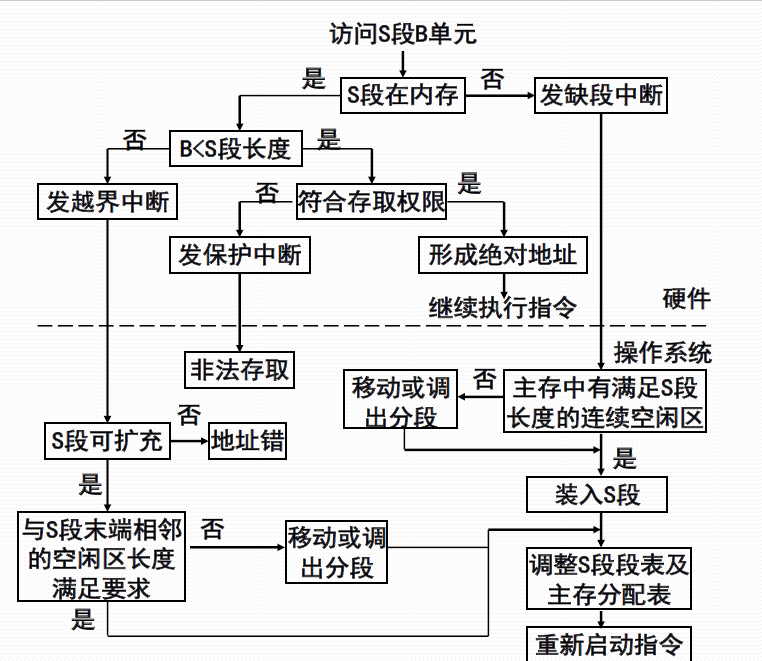 访问S段B单元
是
否
S段在内存
发缺段中断
否
B<S段长度
是
发越界中断
否
符合存取权限
是
发保护中断
形成绝对地址
继续执行指令
硬件
操作系统
非法存取
移动或调
出分段
否
主存中有满足S段
长度的连续空闲区
S段可扩充
否
地址错
是
是
装入S段
与S段末端相邻
的空闲区长度
满足要求
否
移动或调
出分段
调整S段段表及
主存分配表
是
重新启动指令